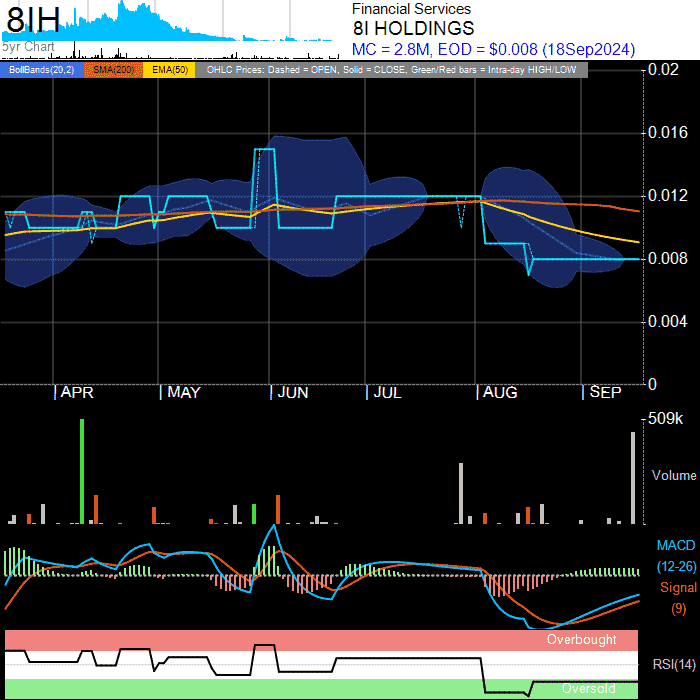 8IH
5yr Chart
Financial Services
8I HOLDINGS
MC = 2.8M, EOD = $0.008 (18Sep2024)
BollBands(20,2) SMA(200) EMA(50) OHLC Prices: Dashed = OPEN, Solid = CLOSE, Green/Red bars = Intra-day HIGH/LOW
0.02
0.016
0.012
0.008
0.004
0
APR MAY JUN JUL AUG SEP
509k
Volume
MACD
(12-26)
Signal
(9)
Overbought
RSI(14)
Oversold